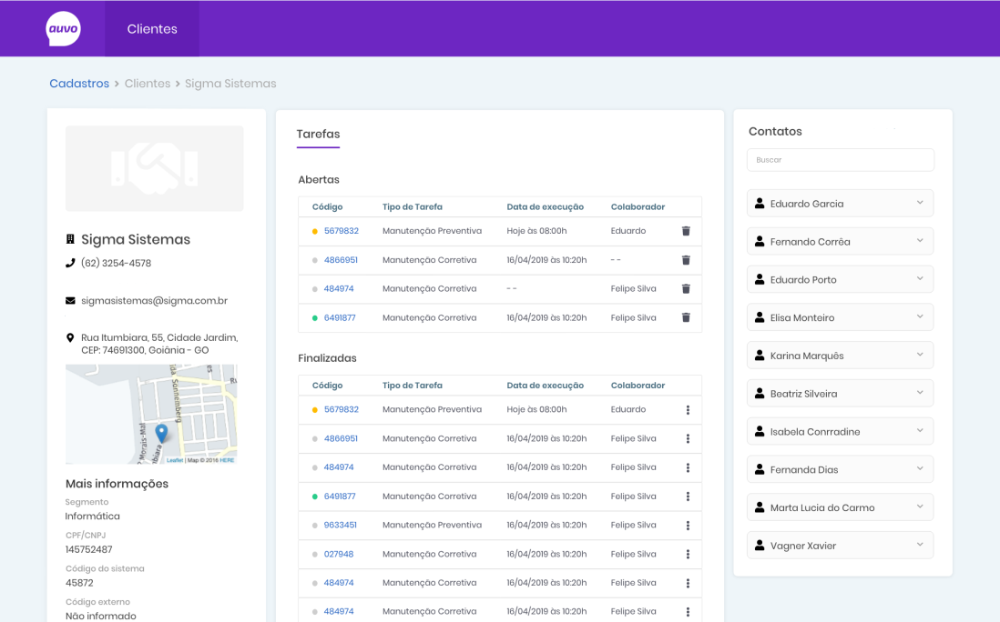 auvo
Clientes
Cadastros > Clientes > Sigma Sistemas
Sigma Sistemas
(62) 3254-4578
sigmasistemas@sigma.com.br
Rua Itumbiara, 55, Cidade Jardim,
CEP: 74691300, Goiânia - GO
Sonnemberg
Morais-Mat
Leaflet | Map © 2016 HERE
Mais informações
Segmento
Informática
CPF/CNPJ
145752487
Código do sistema
45872
Código externo
Não informado
Tarefas
Abertas
Código Tipo de Tarefa Data de execução Colaborador
5679832 Manutenção Preventiva Hoje às 08:00h Eduardo
4866951 Manutenção Corretiva 16/04/2019 às 10:20h - -
484974 Manutenção Corretiva - - Felipe Silva
6491877 Manutenção Corretiva 16/04/2019 às 10:20h Felipe Silva
Finalizadas
Código Tipo de Tarefa Data de execução Colaborador
5679832 Manutenção Preventiva Hoje às 08:00h Eduardo
4866951 Manutenção Corretiva 16/04/2019 às 10:20h Felipe Silva
484974 Manutenção Corretiva 16/04/2019 às 10:20h Felipe Silva
6491877 Manutenção Corretiva 16/04/2019 às 10:20h Felipe Silva
9633451 Manutenção Preventiva 16/04/2019 às 10:20h Felipe Silva
027948 Manutenção Corretiva 16/04/2019 às 10:20h Felipe Silva
484974 Manutenção Corretiva 16/04/2019 às 10:20h Felipe Silva
484974 Manutenção Corretiva 16/04/2019 às 10:20h Felipe Silva
Contatos
Buscar
Eduardo Garcia
Fernando Corrêa
Eduardo Porto
Elisa Monteiro
Karina Marquês
Beatriz Silveira
Isabela Conrradine
Fernanda Dias
Marta Lucia do Carmo
Vagner Xavier